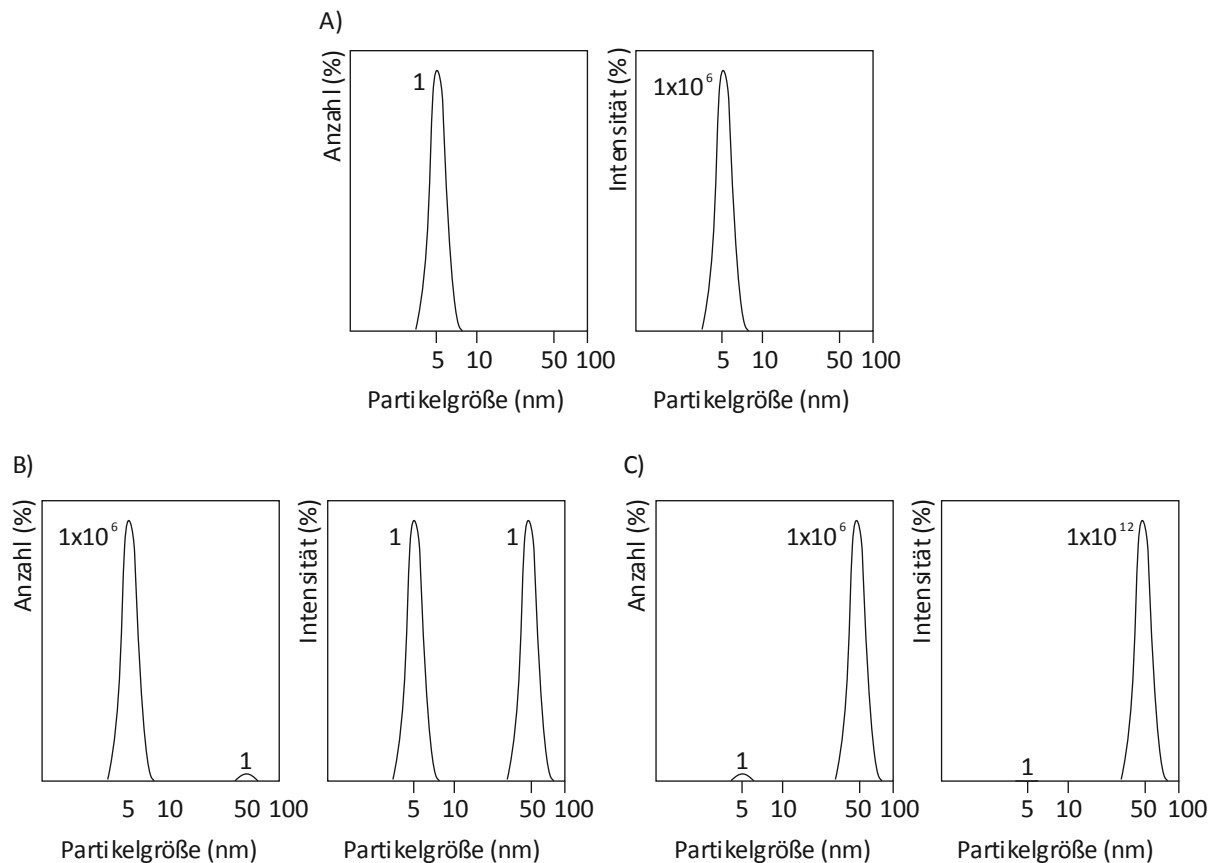 A)
Anzahl (%)
1
5 10 50 100
Partikelgröße (nm)
Intensität (%)
1x10⁶
5 10 50 100
Partikelgröße (nm)
B)
Anzahl (%)
1x10⁶
1
5 10 50 100
Partikelgröße (nm)
Intensität (%)
1 1
5 10 50 100
Partikelgröße (nm)
C)
Anzahl (%)
1x10⁶
1
5 10 50 100
Partikelgröße (nm)
Intensität (%)
1x10¹²
1
5 10 50 100
Partikelgröße (nm)